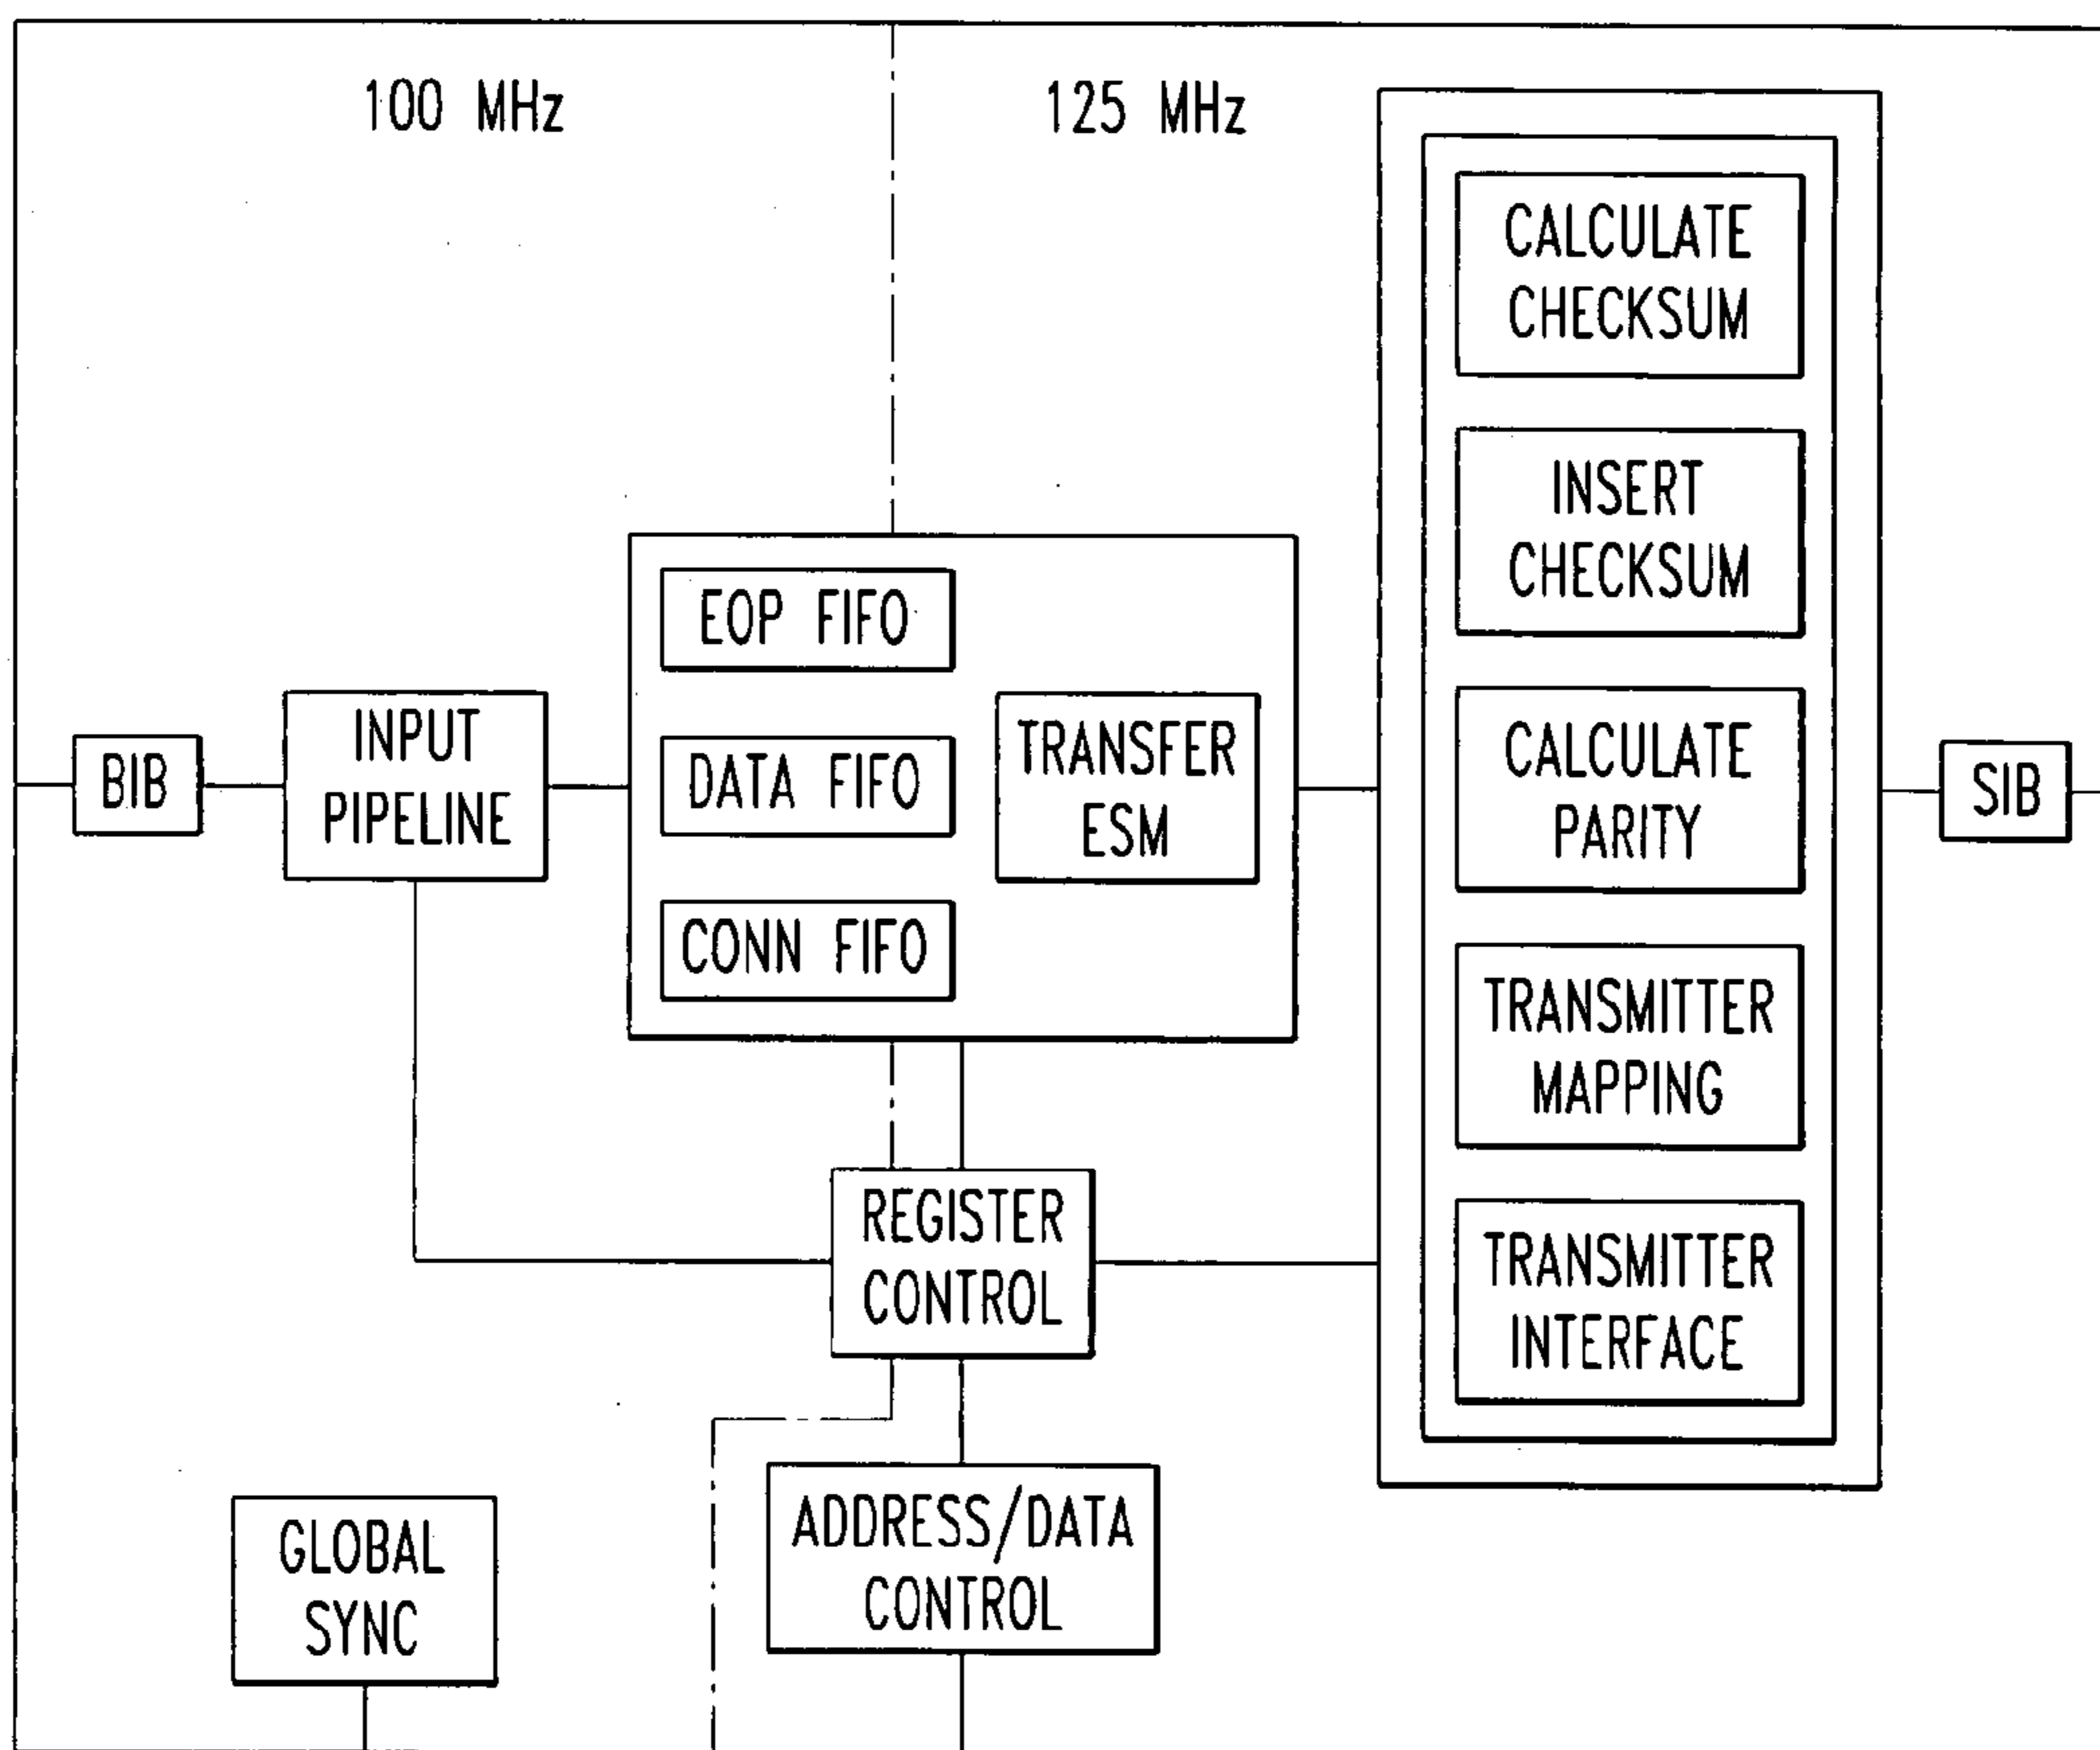 100 MHz
125 MHz
CALCULATE
CHECKSUM
INSERT
CHECKSUM
EOP FIFO
INPUT
PIPELINE
BIB
DATA FIFO
TRANSFER
ESM
CALCULATE
PARITY
SIB
CONN FIFO
TRANSMITTER
MAPPING
REGISTER
CONTROL
TRANSMITTER
INTERFACE
ADDRESS/DATA
CONTROL
GLOBAL
SYNC